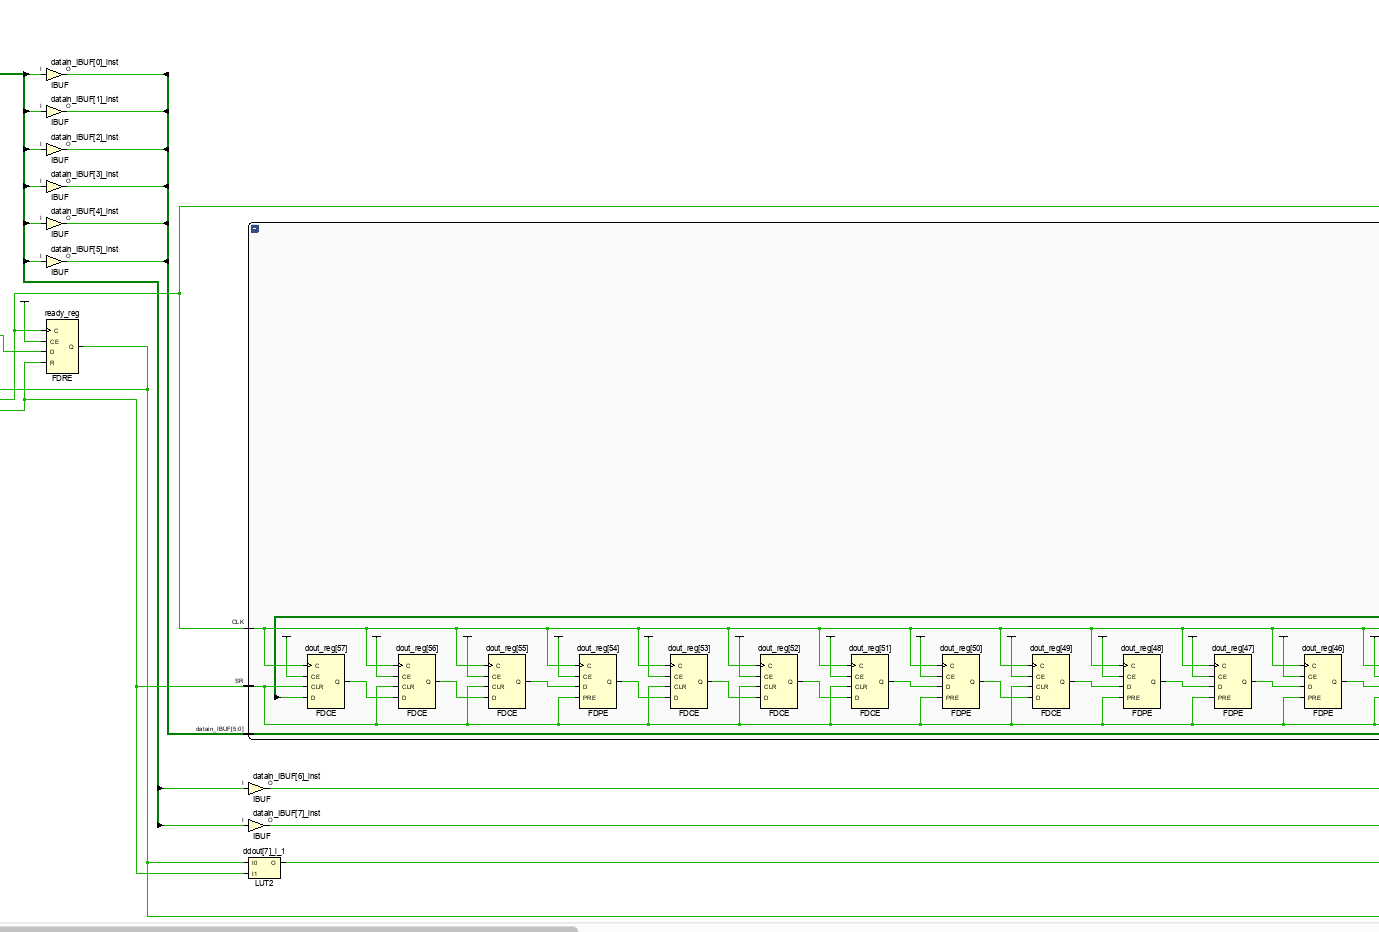 datain_IBUF[0]_inst
I
O
IBUF
datain_IBUF[1]_inst
I
O
IBUF
datain_IBUF[2]_inst
I
O
IBUF
datain_IBUF[3]_inst
I
O
IBUF
datain_IBUF[4]_inst
I
O
IBUF
datain_IBUF[5]_inst
I
O
IBUF
ready_reg
C
CE
D
R
Q
FDRE
CLK
SR
datain_IBUF[5:0]
dout_reg[57]
C
CE
CLR
D
Q
FDCE
dout_reg[56]
C
CE
CLR
D
Q
FDCE
dout_reg[55]
C
CE
CLR
D
Q
FDCE
dout_reg[54]
C
CE
D
PRE
Q
FDPE
dout_reg[53]
C
CE
CLR
D
Q
FDCE
dout_reg[52]
C
CE
CLR
D
Q
FDCE
dout_reg[51]
C
CE
CLR
D
Q
FDCE
dout_reg[50]
C
CE
D
PRE
Q
FDPE
dout_reg[49]
C
CE
CLR
D
Q
FDCE
dout_reg[48]
C
CE
D
PRE
Q
FDPE
dout_reg[47]
C
CE
D
PRE
Q
FDPE
dout_reg[46]
C
CE
D
PRE
Q
FDPE
datain_IBUF[6]_inst
I
O
IBUF
datain_IBUF[7]_inst
I
O
IBUF
ddout[7]_i_1
I0
I1
O
LUT2